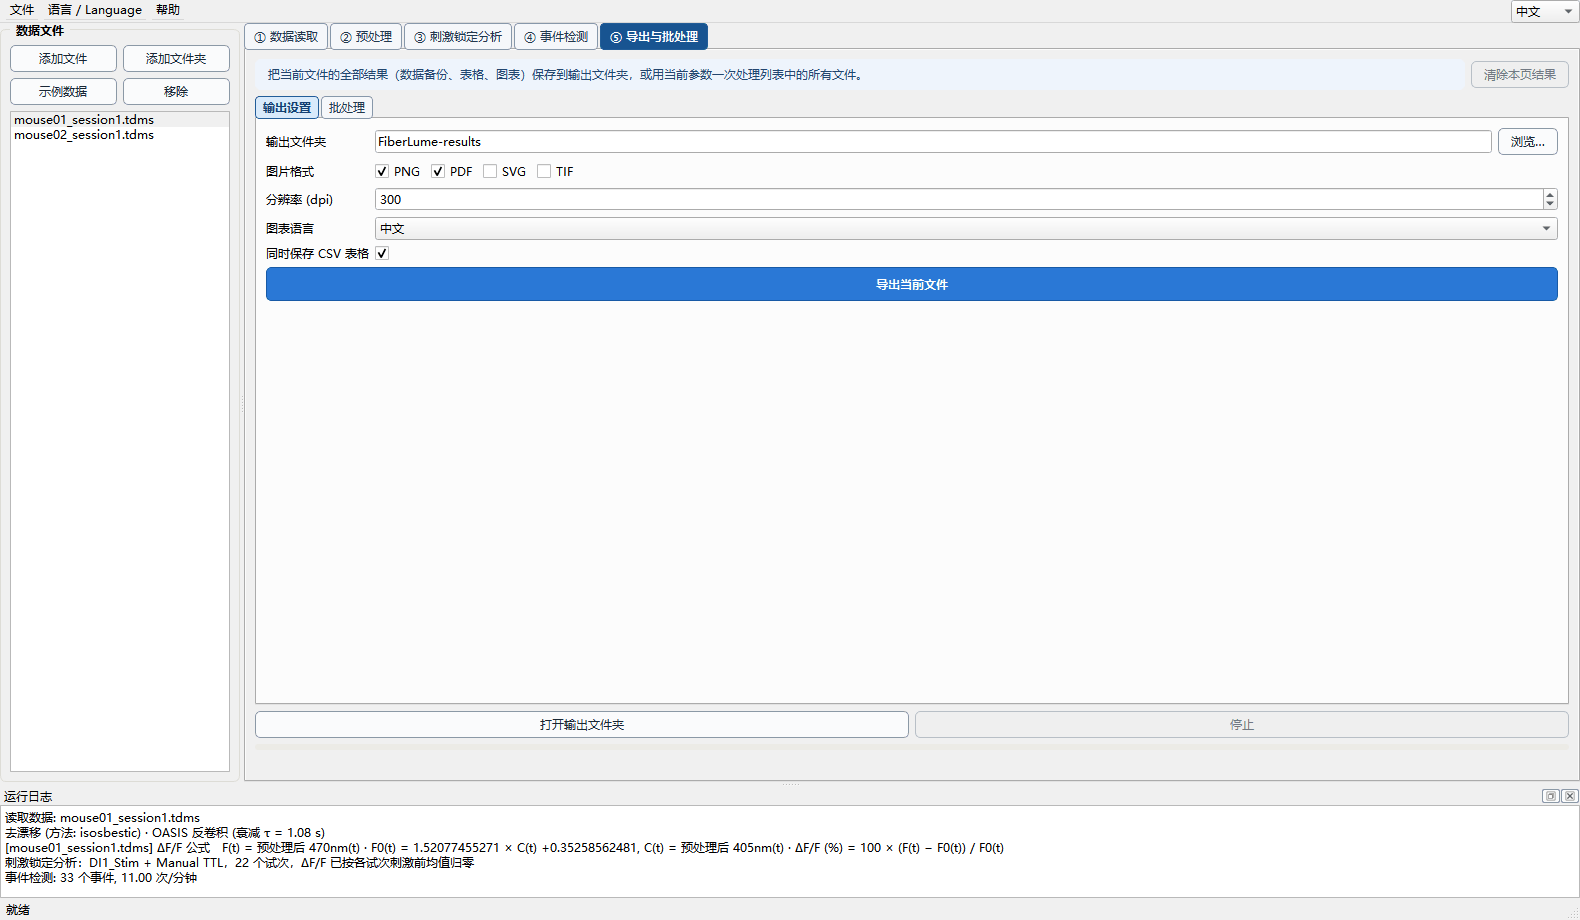 文件 语言 / Language 帮助
中文
数据文件
添加文件 添加文件夹
示例数据 移除
mouse01_session1.tdms
mouse02_session1.tdms
① 数据读取 ② 预处理 ③ 刺激锁定分析 ④ 事件检测 ⑤ 导出与批处理
把当前文件的全部结果（数据备份、表格、图表）保存到输出文件夹，或用当前参数一次处理列表中的所有文件。
清除本页结果
输出设置 批处理
输出文件夹 FiberLume-results 浏览...
图片格式 PNG PDF SVG TIF
分辨率 (dpi) 300
图表语言 中文
同时保存 CSV 表格
导出当前文件
打开输出文件夹 停止
运行日志
读取数据: mouse01_session1.tdms
去漂移 (方法: isosbestic) · OASIS 反卷积 (衰减 τ = 1.08 s)
[mouse01_session1.tdms] ΔF/F 公式 F(t) = 预处理后 470nm(t) · F0(t) = 1.52077455271 × C(t) +0.35258562481, C(t) = 预处理后 405nm(t) · ΔF/F (%) = 100 × (F(t) − F0(t)) / F0(t)
刺激锁定分析：DI1_Stim + Manual TTL，22 个试次，ΔF/F 已按各试次刺激前均值归零
事件检测: 33 个事件, 11.00 次/分钟
就绪